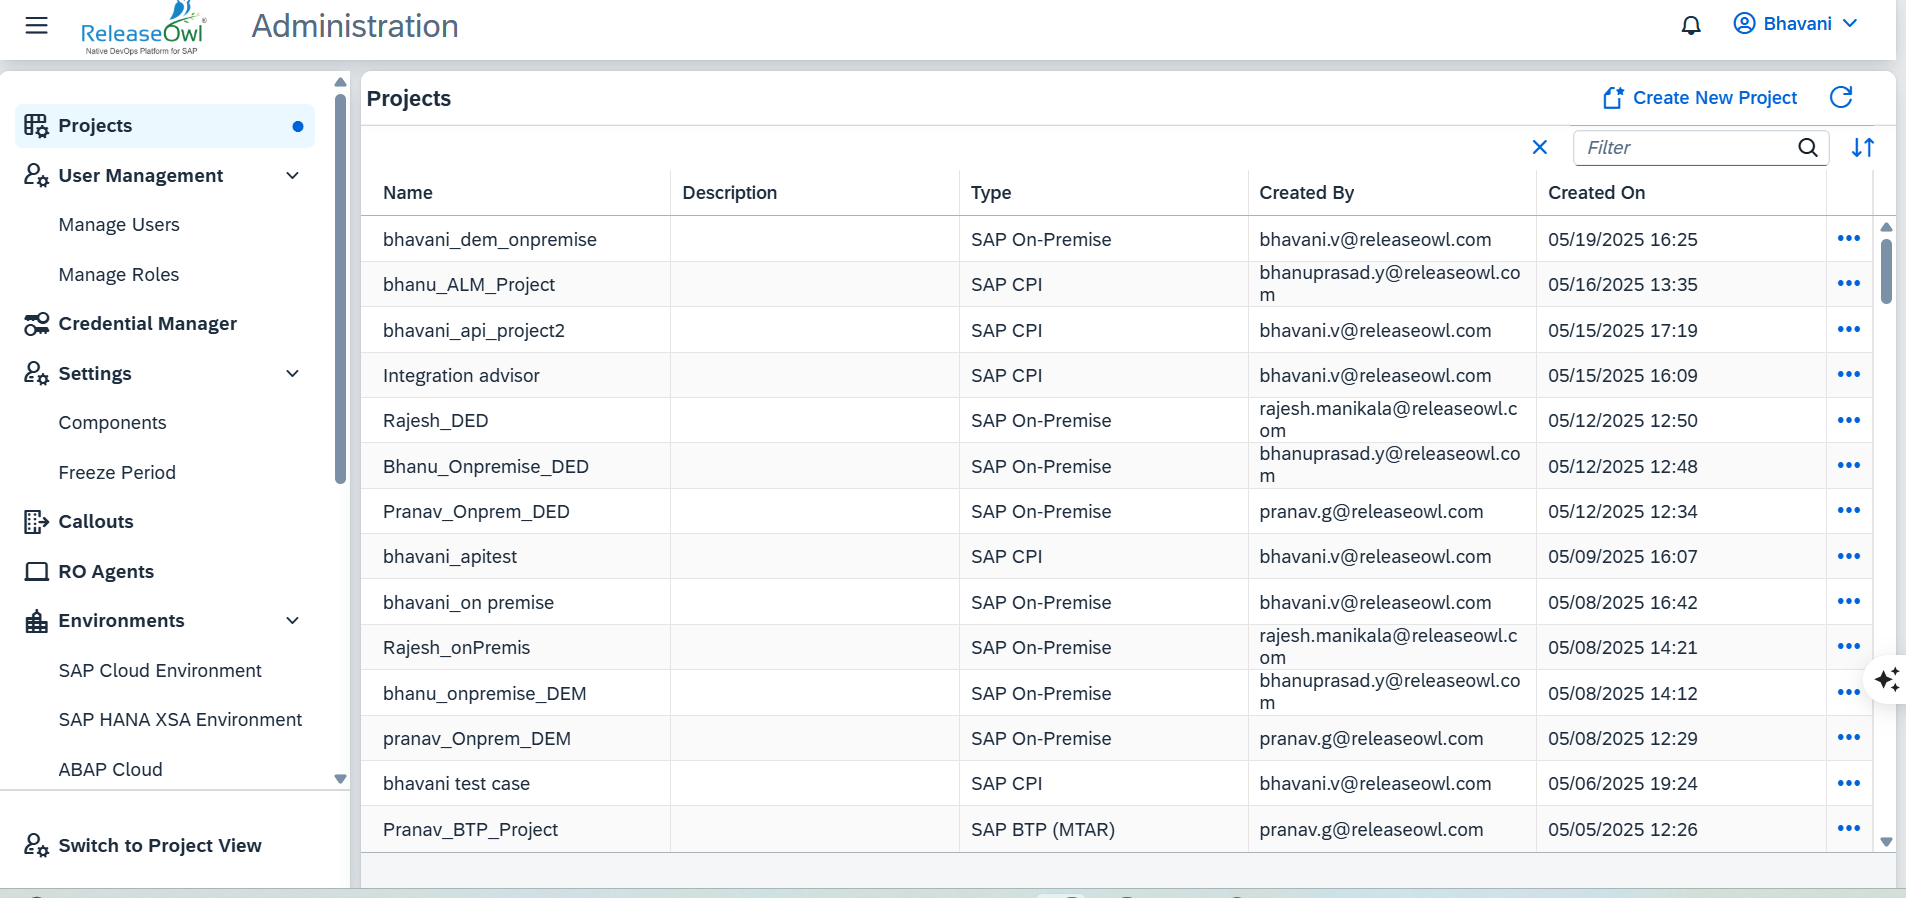 ReleaseOwl
Native DevOps Platform for SAP
Administration
Bhavani
Projects
User Management
Manage Users
Manage Roles
Credential Manager
Settings
Components
Freeze Period
Callouts
RO Agents
Environments
SAP Cloud Environment
SAP HANA XSA Environment
ABAP Cloud
Switch to Project View
Projects
Create New Project
Filter
Name Description Type Created By Created On
bhavani_dem_onpremise SAP On-Premise bhavani.v@releaseowl.com 05/19/2025 16:25
bhanu_ALM_Project SAP CPI bhanuprasad.y@releaseowl.co 05/16/2025 13:35
m
bhavani_api_project2 SAP CPI bhavani.v@releaseowl.com 05/15/2025 17:19
Integration advisor SAP CPI bhavani.v@releaseowl.com 05/15/2025 16:09
Rajesh_DED SAP On-Premise rajesh.manikala@releaseowl.c 05/12/2025 12:50
om
Bhanu_Onpremise_DED SAP On-Premise bhanuprasad.y@releaseowl.co 05/12/2025 12:48
m
Pranav_Onprem_DED SAP On-Premise pranav.g@releaseowl.com 05/12/2025 12:34
bhavani_apitest SAP CPI bhavani.v@releaseowl.com 05/09/2025 16:07
bhavani_on premise SAP On-Premise bhavani.v@releaseowl.com 05/08/2025 16:42
Rajesh_onPremis SAP On-Premise rajesh.manikala@releaseowl.c 05/08/2025 14:21
om
bhanu_onpremise_DEM SAP On-Premise bhanuprasad.y@releaseowl.co 05/08/2025 14:12
m
pranav_Onprem_DEM SAP On-Premise pranav.g@releaseowl.com 05/08/2025 12:29
bhavani test case SAP CPI bhavani.v@releaseowl.com 05/06/2025 19:24
Pranav_BTP_Project SAP BTP (MTAR) pranav.g@releaseowl.com 05/05/2025 12:26